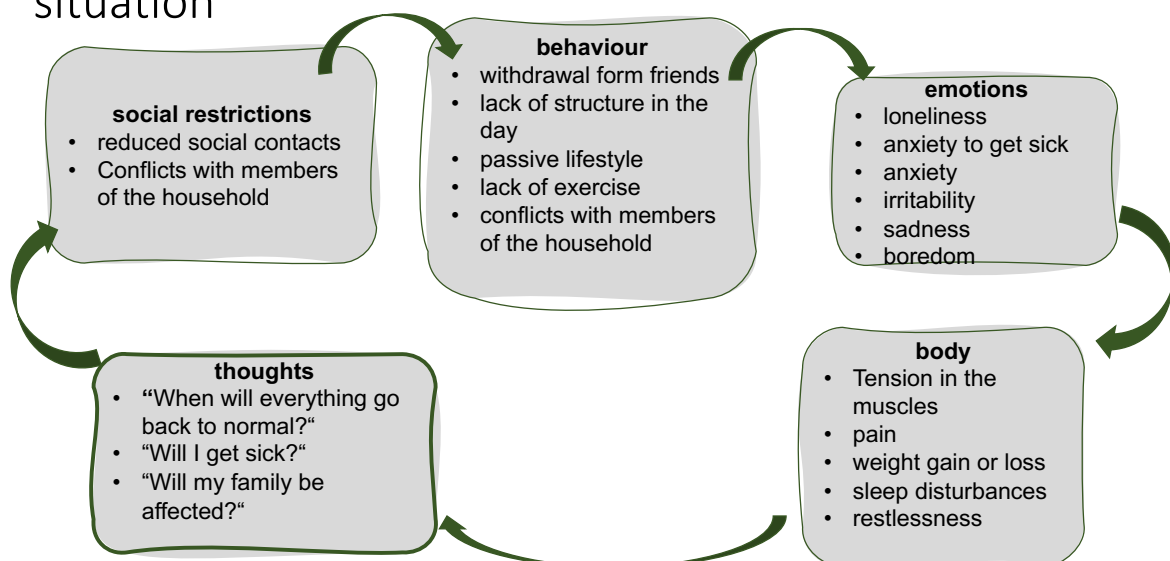 situation
social restrictions
• reduced social contacts
• Conflicts with members
of the household
behaviour
• withdrawal form friends
• lack of structure in the
day
• passive lifestyle
• lack of exercise
• conflicts with members
of the household
emotions
• loneliness
• anxiety to get sick
• anxiety
• irritability
• sadness
• boredom
body
• Tension in the
muscles
• pain
• weight gain or loss
• sleep disturbances
• restlessness
thoughts
• “When will everything go
back to normal?“
• “Will I get sick?“
• “Will my family be
affected?“